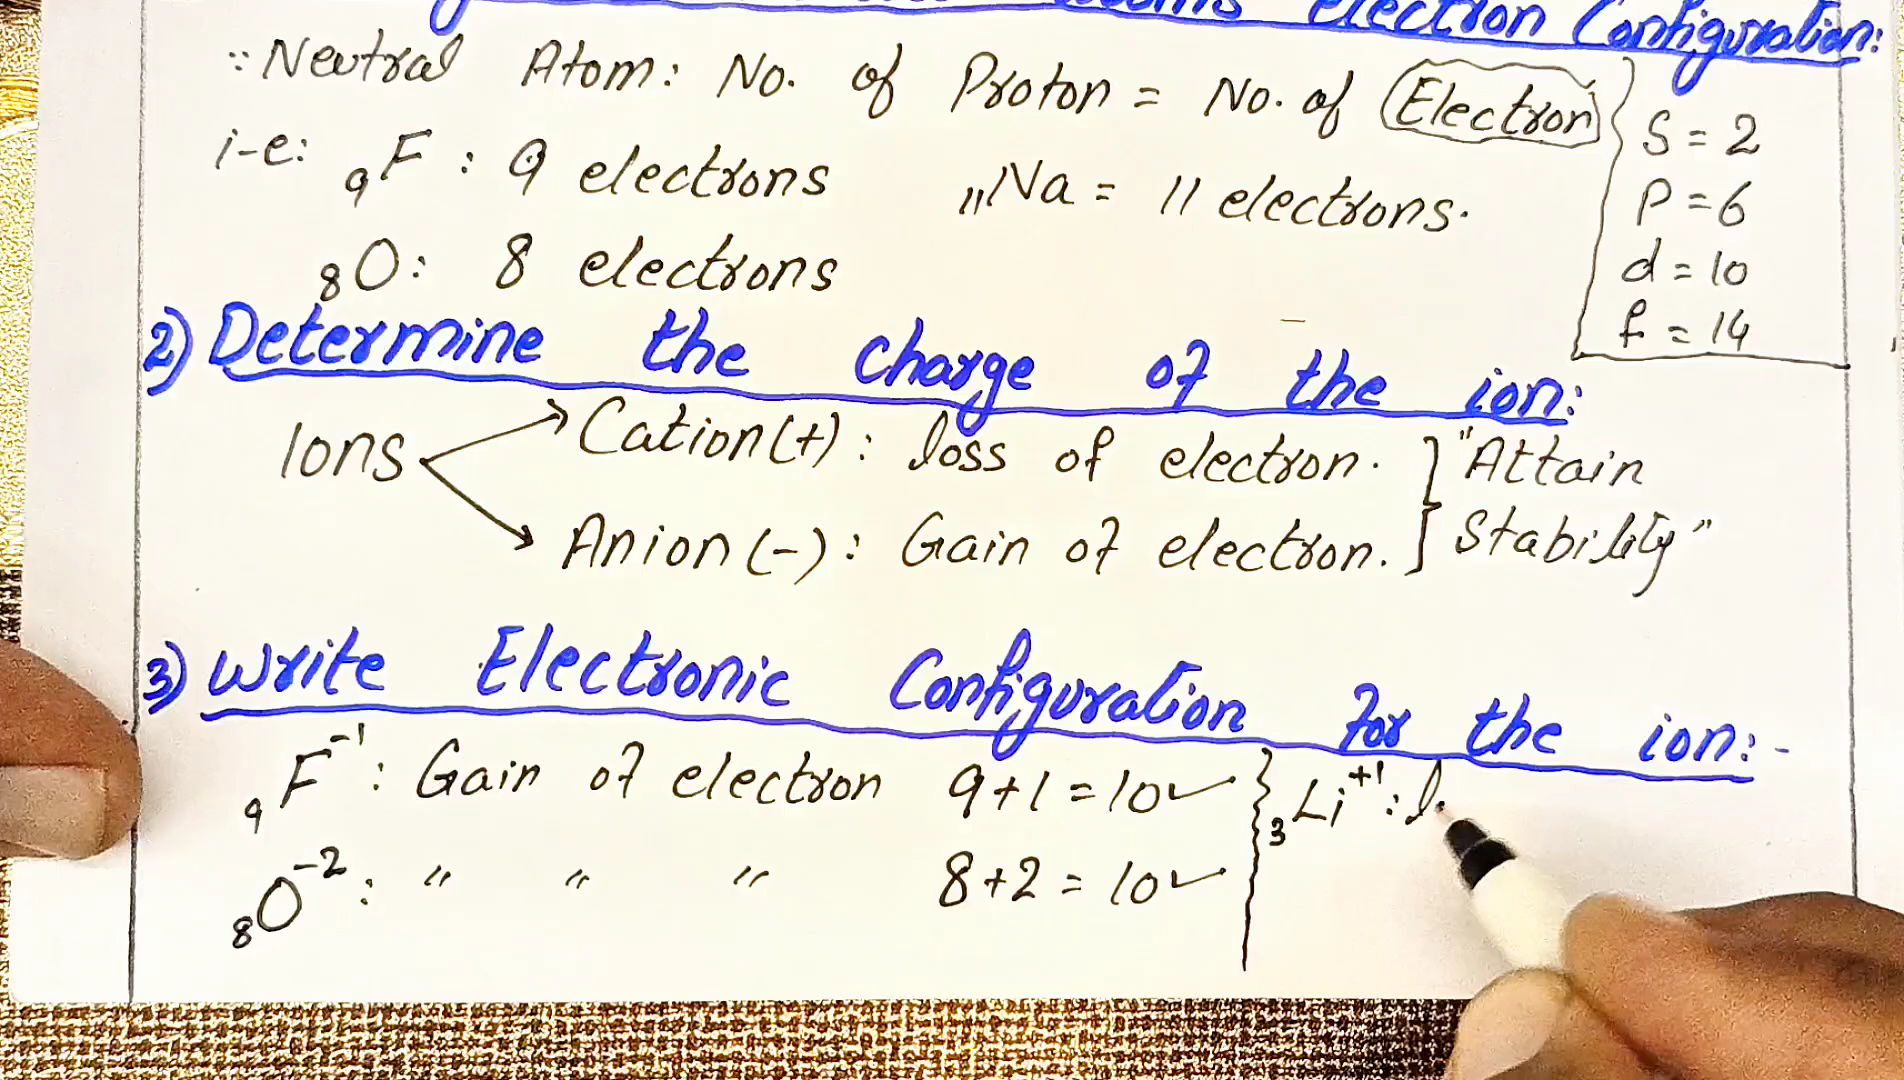 Electron Configuration:
∵ Neutral Atom: No. of Proton = No. of Electron
i-e: ₉F : 9 electrons ₁₁Na = 11 electrons.
₈O: 8 electrons
S = 2
P = 6
d = 10
f = 14
2) Determine the charge of the ion:
Ions Cation (+) : loss of electron.
Anion (-) : Gain of electron.
"Attain
Stability"
3) Write Electronic Configuration for the ion:-
₉F⁻¹ : Gain of electron 9+1 = 10 ✓
₈O⁻² : " " " 8+2 = 10 ✓
₃Li⁺¹ : l